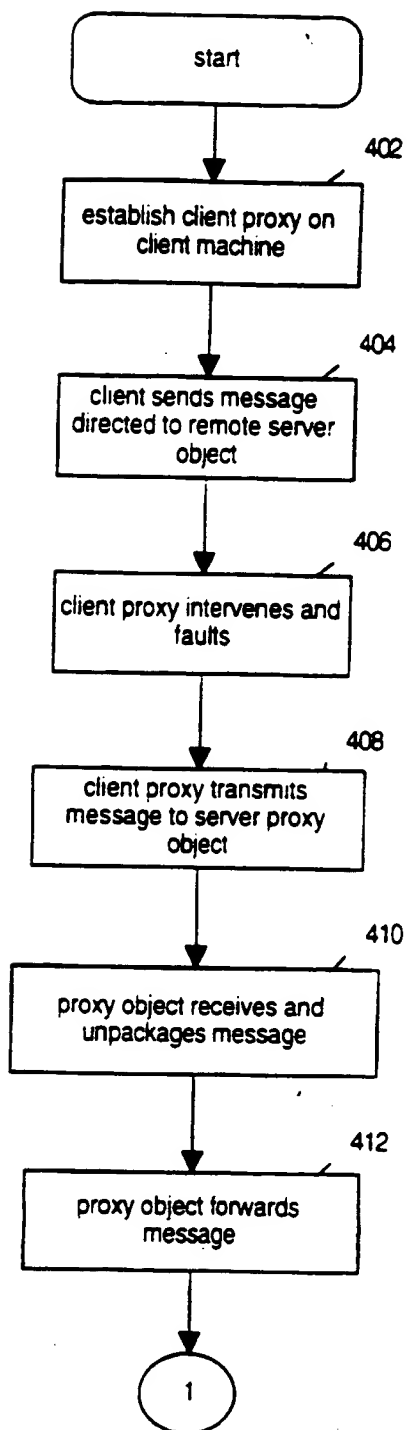 start
402
establish client proxy on
client machine
404
client sends message
directed to remote server
object
406
client proxy intervenes and
faults
408
client proxy transmits
message to server proxy
object
410
proxy object receives and
unpackages message
412
proxy object forwards
message
1